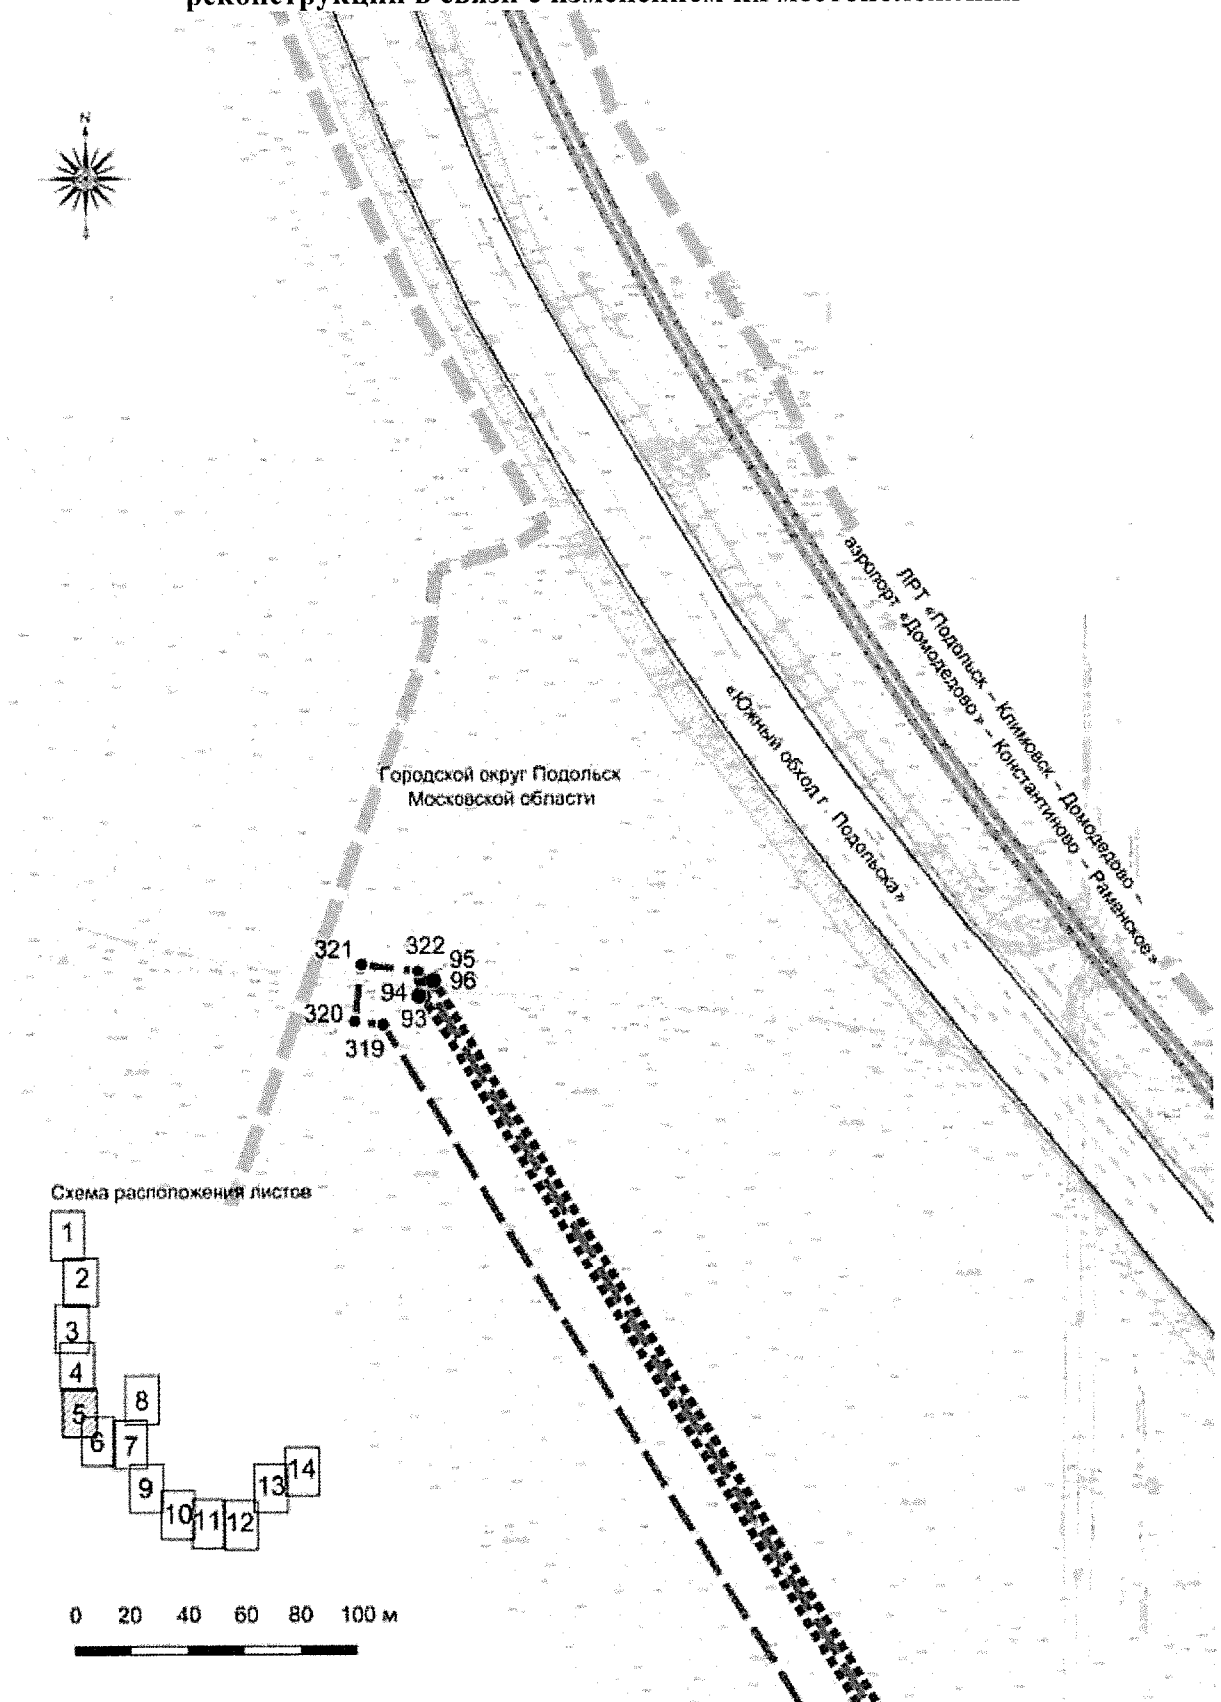 реконструкции в связи с изменением их местоположения
N
ЛРТ «Подольск – Климовск – Домодедово –
аэропорт «Домодедово» – Константиново – Раменское»
«Южный обход г. Подольска»
Городской округ Подольск
Московской области
321
322
95
96
94
93
320
319
Схема расположения листов
1
2
3
4
5
6
7
8
9
10
11
12
13
14
0 20 40 60 80 100 м